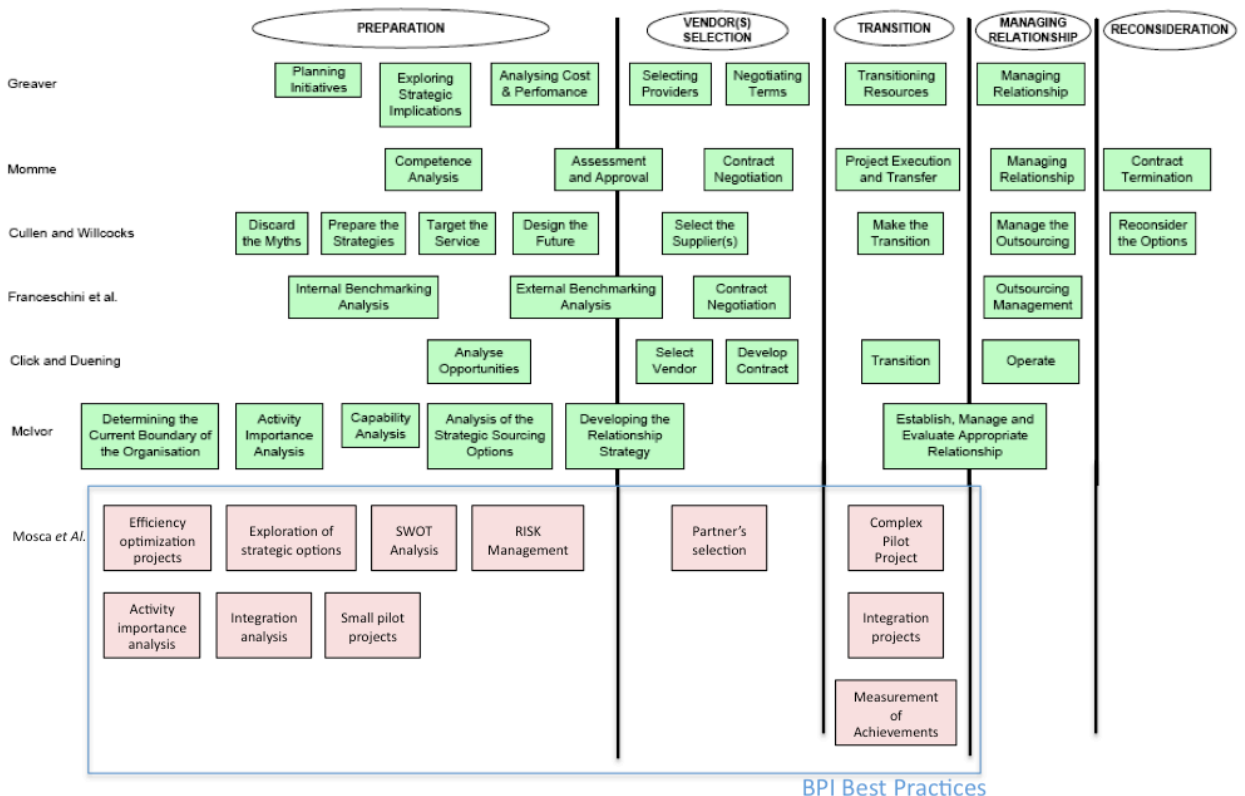 PREPARATION
VENDOR(S)
SELECTION
TRANSITION
MANAGING
RELATIONSHIP
RECONSIDERATION
Greaver
Planning
Initiatives
Exploring
Strategic
Implications
Analysing Cost
& Perfomance
Selecting
Providers
Negotiating
Terms
Transitioning
Resources
Managing
Relationship
Momme
Competence
Analysis
Assessment
and Approval
Contract
Negotiation
Project Execution
and Transfer
Managing
Relationship
Contract
Termination
Cullen and Willcocks
Discard
the Myths
Prepare the
Strategies
Target the
Service
Design the
Future
Select the
Supplier(s)
Make the
Transition
Manage the
Outsourcing
Reconsider
the Options
Franceschini et al.
Internal Benchmarking
Analysis
External Benchmarking
Analysis
Contract
Negotiation
Outsourcing
Management
Click and Duening
Analyse
Opportunities
Select
Vendor
Develop
Contract
Transition
Operate
McIvor
Determining the
Current Boundary of
the Organisation
Activity
Importance
Analysis
Capability
Analysis
Analysis of the
Strategic Sourcing
Options
Developing the
Relationship
Strategy
Establish, Manage and
Evaluate Appropriate
Relationship
Mosca et Al.
Efficiency
optimization
projects
Exploration of
strategic options
SWOT
Analysis
RISK
Management
Partner's
selection
Complex
Pilot
Project
Activity
importance
analysis
Integration
analysis
Small pilot
projects
Integration
projects
Measurement
of
Achievements
BPI Best Practices